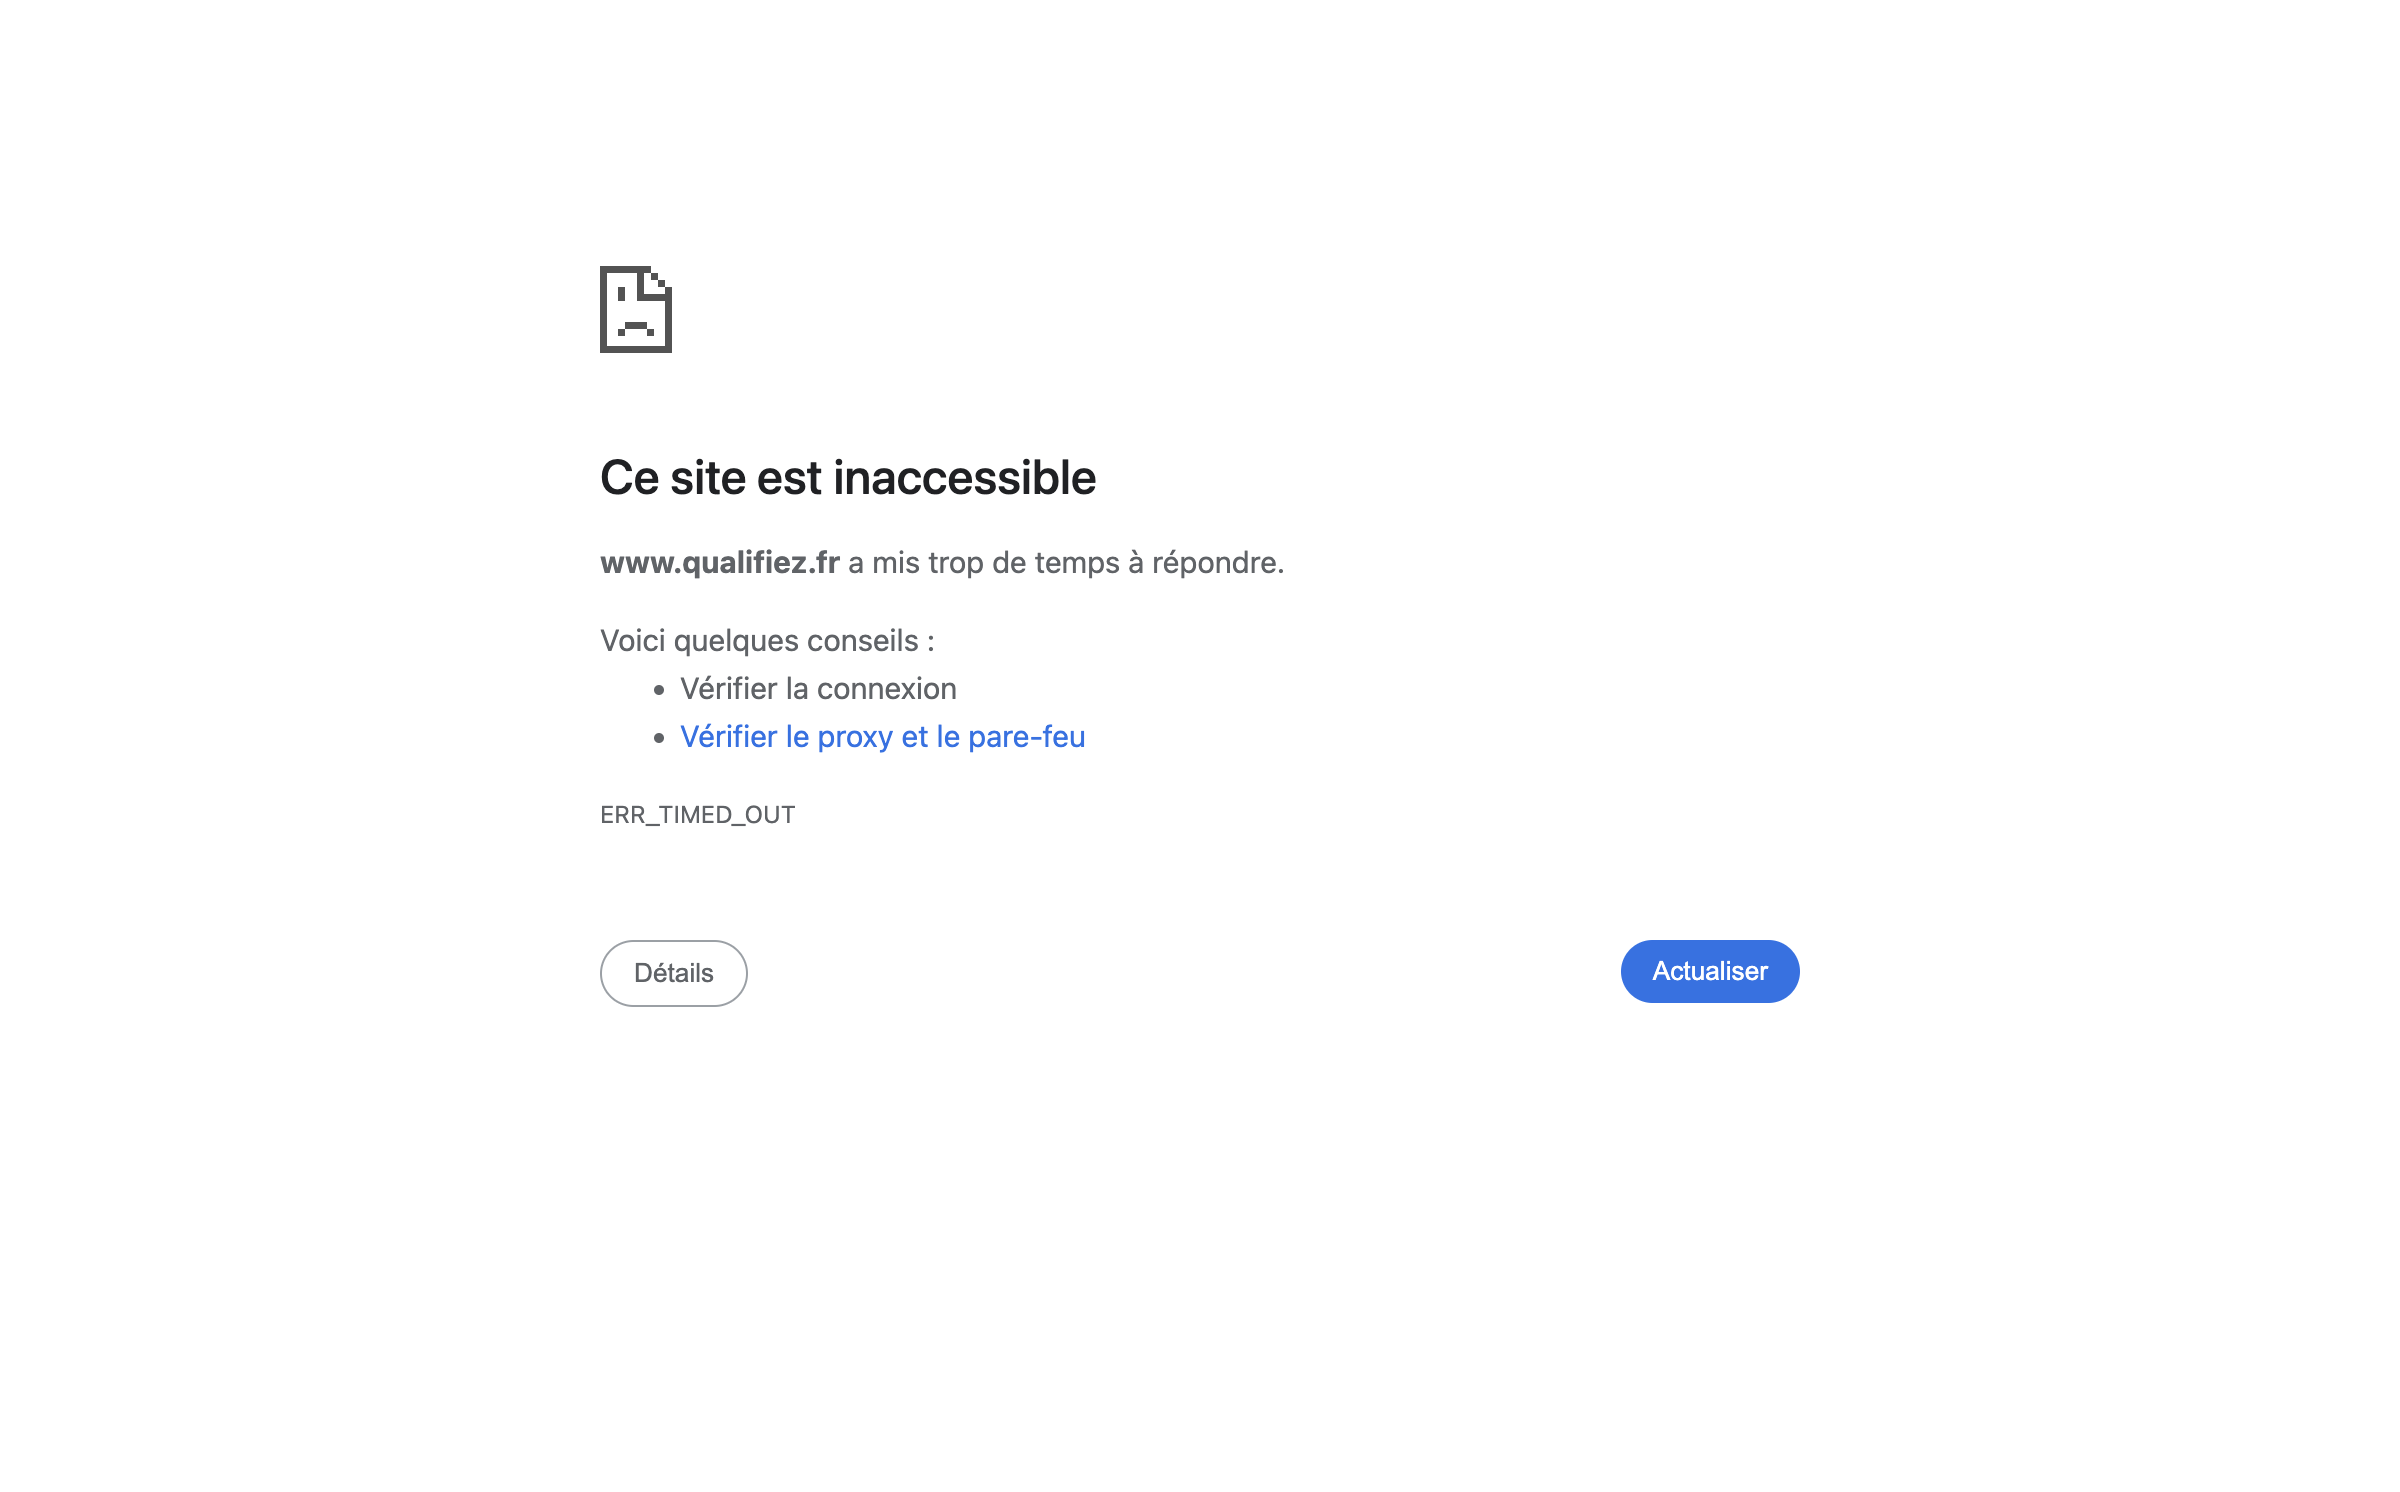 Ce site est inaccessible
www.qualifiez.fr a mis trop de temps à répondre.
Voici quelques conseils :
Vérifier la connexion
Vérifier le proxy et le pare-feu
ERR_TIMED_OUT
Détails
Actualiser